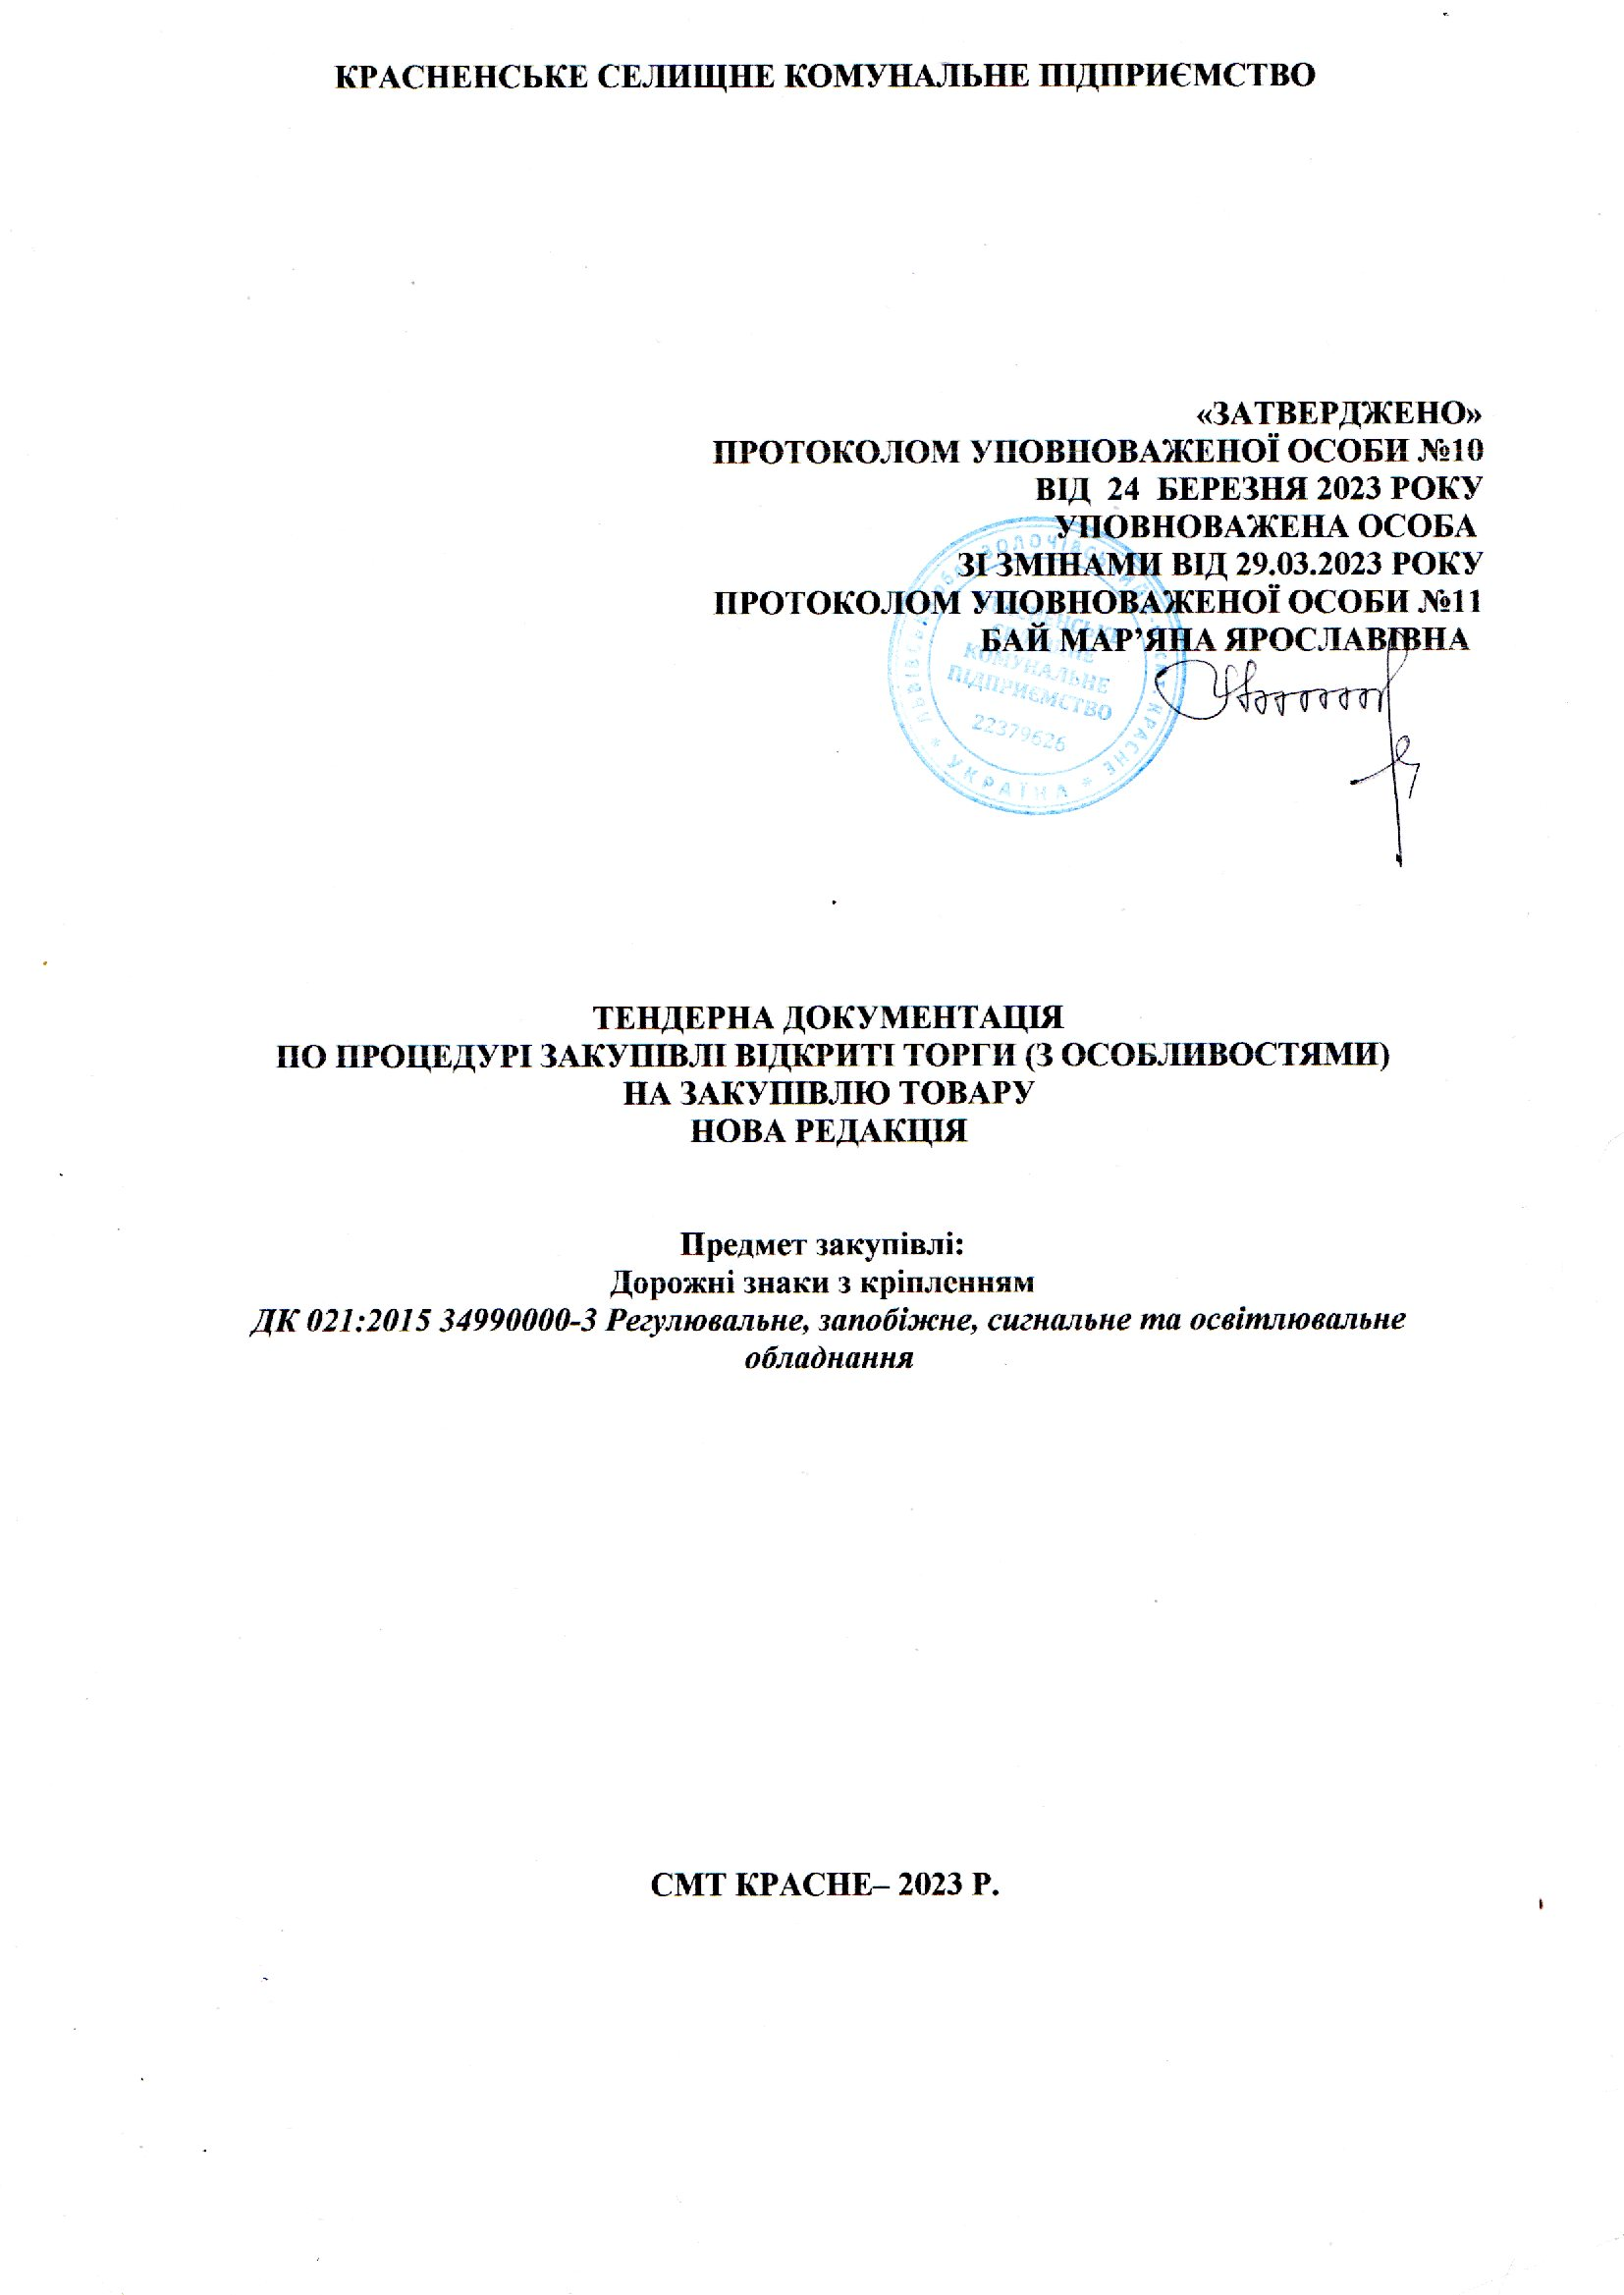 КРАСНЕНСЬКЕ СЕЛИЩНЕ КОМУНАЛЬНЕ ПІДПРИЄМСТВО
«ЗАТВЕРДЖЕНО»
ПРОТОКОЛОМ УПОВНОВАЖЕНОЇ ОСОБИ №10
ВІД 24 БЕРЕЗНЯ 2023 РОКУ
УПОВНОВАЖЕНА ОСОБА
ЗІ ЗМІНАМИ ВІД 29.03.2023 РОКУ
ПРОТОКОЛОМ УПОВНОВАЖЕНОЇ ОСОБИ №11
БАЙ МАР’ЯНА ЯРОСЛАВІВНА
КОМУНАЛЬНЕ
ПІДПРИЄМСТВО
22379626
* УКРАЇНА *
КРАСНЕ
ТЕНДЕРНА ДОКУМЕНТАЦІЯ
ПО ПРОЦЕДУРІ ЗАКУПІВЛІ ВІДКРИТІ ТОРГИ (З ОСОБЛИВОСТЯМИ)
НА ЗАКУПІВЛЮ ТОВАРУ
НОВА РЕДАКЦІЯ
Предмет закупівлі:
Дорожні знаки з кріпленням
ДК 021:2015 34990000-3 Регулювальне, запобіжне, сигнальне та освітлювальне
обладнання
СМТ КРАСНЕ– 2023 Р.